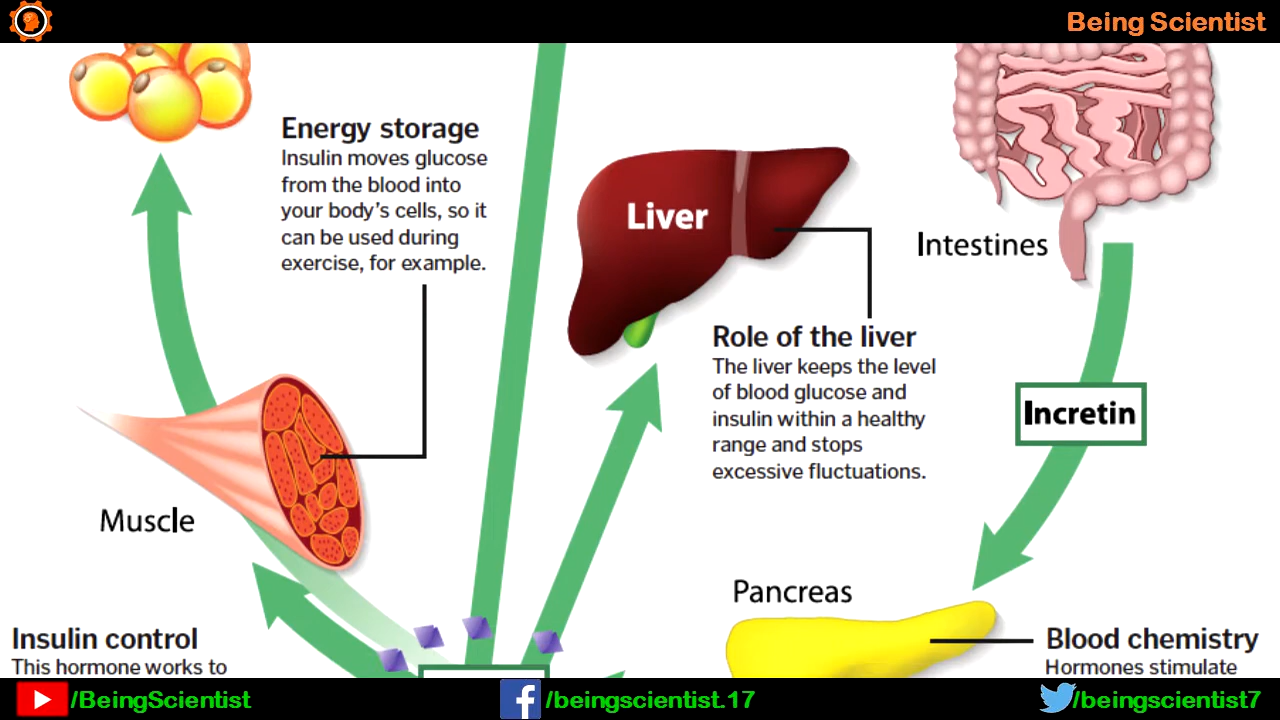 Being Scientist
Energy storage
Insulin moves glucose
from the blood into
your body's cells, so it
can be used during
exercise, for example.
Liver
Intestines
Role of the liver
The liver keeps the level
of blood glucose and
insulin within a healthy
range and stops
excessive fluctuations.
Incretin
Muscle
Pancreas
Insulin control
This hormone works to
Blood chemistry
Hormones stimulate
/BeingScientist
/beingscientist.17
/beingscientist7